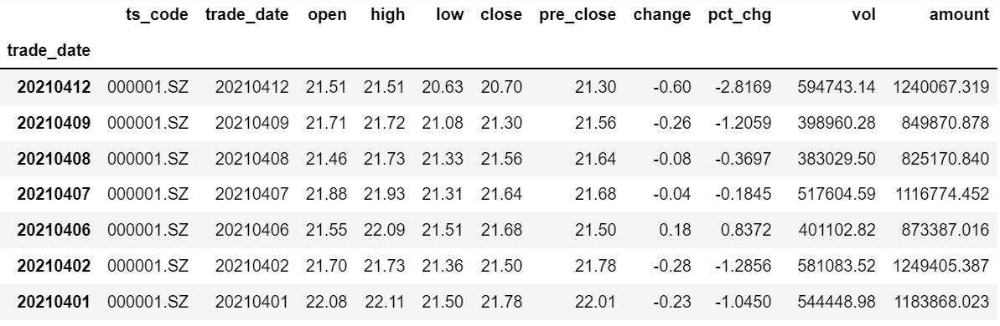 ts_code trade_date open high low close pre_close change pct_chg vol amount
trade_date
20210412 000001.SZ 20210412 21.51 21.51 20.63 20.70 21.30 -0.60 -2.8169 594743.14 1240067.319
20210409 000001.SZ 20210409 21.71 21.72 21.08 21.30 21.56 -0.26 -1.2059 398960.28 849870.878
20210408 000001.SZ 20210408 21.46 21.73 21.33 21.56 21.64 -0.08 -0.3697 383029.50 825170.840
20210407 000001.SZ 20210407 21.88 21.93 21.31 21.64 21.68 -0.04 -0.1845 517604.59 1116774.452
20210406 000001.SZ 20210406 21.55 22.09 21.51 21.68 21.50 0.18 0.8372 401102.82 873387.016
20210402 000001.SZ 20210402 21.70 21.73 21.36 21.50 21.78 -0.28 -1.2856 581083.52 1249405.387
20210401 000001.SZ 20210401 22.08 22.11 21.50 21.78 22.01 -0.23 -1.0450 544448.98 1183868.023